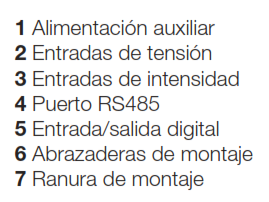 1 Alimentación auxiliar
2 Entradas de tensión
3 Entradas de intensidad
4 Puerto RS485
5 Entrada/salida digital
6 Abrazaderas de montaje
7 Ranura de montaje